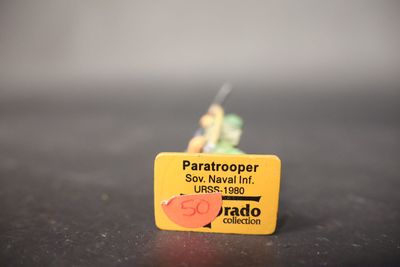 Paratrooper
Sov. Naval Inf.
URSS-1980
50
rado
collection